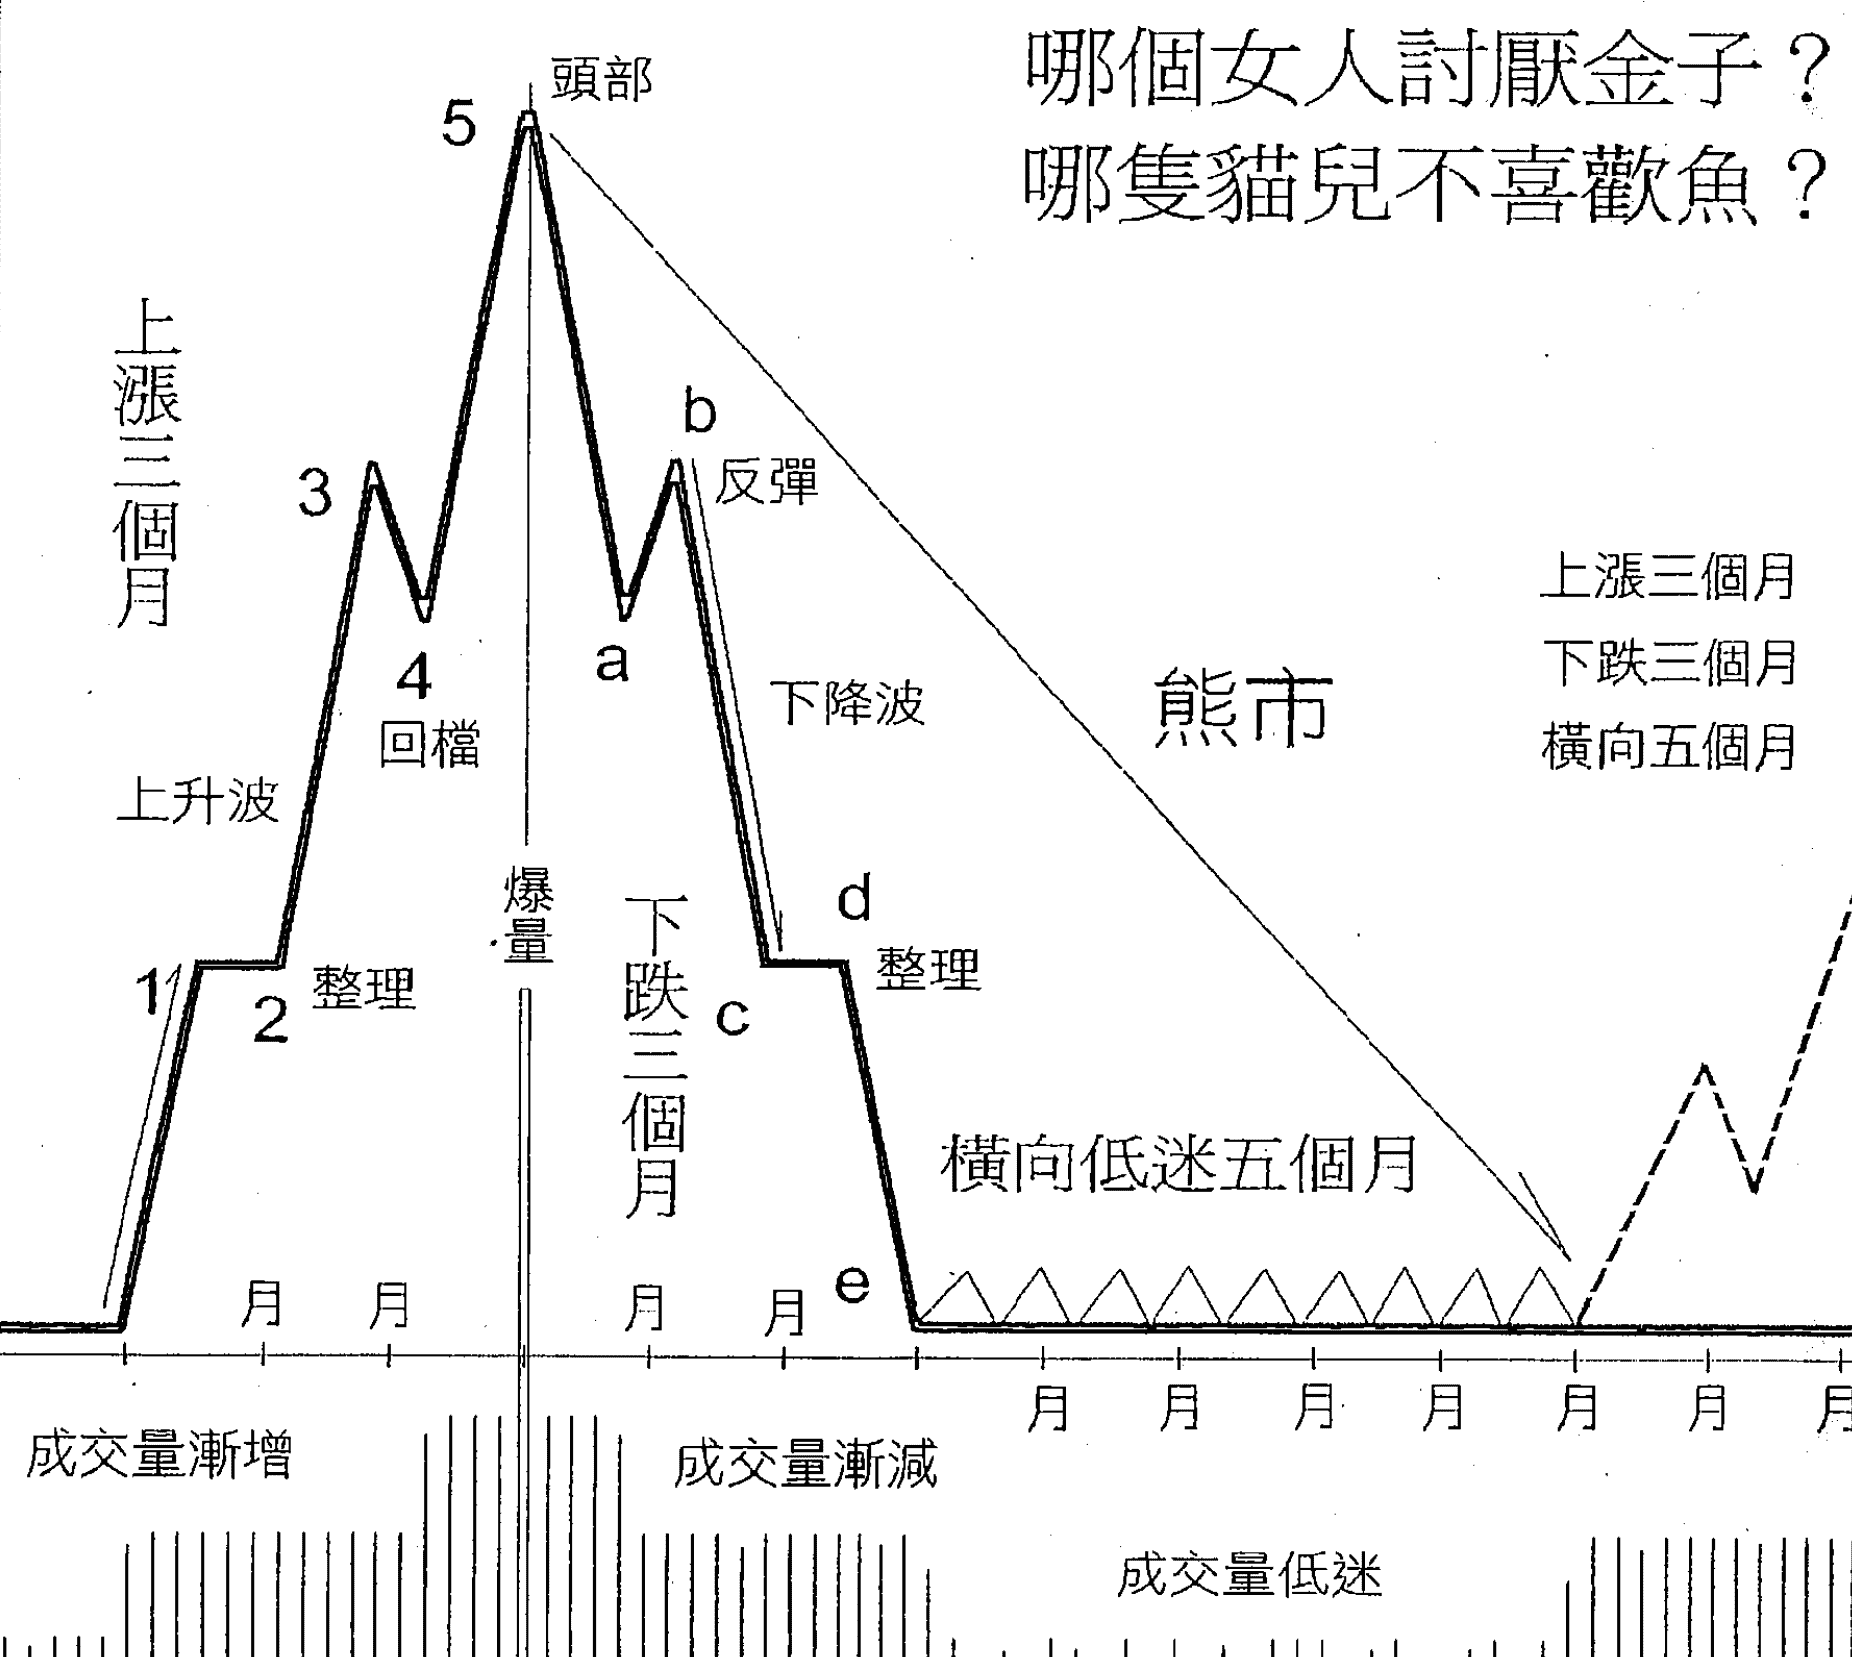 哪個女人討厭金子？
哪隻貓兒不喜歡魚？
頭部
5
上漲三個月
3
b
反彈
4
回檔
a
上漲三個月
下跌三個月
橫向五個月
熊市
下降波
上升波
爆量
下跌三個月
d
整理
1
2
整理
c
橫向低迷五個月
e
月
月
月
月
月
月
月
月
月
月
月
成交量漸增
成交量漸減
成交量低迷